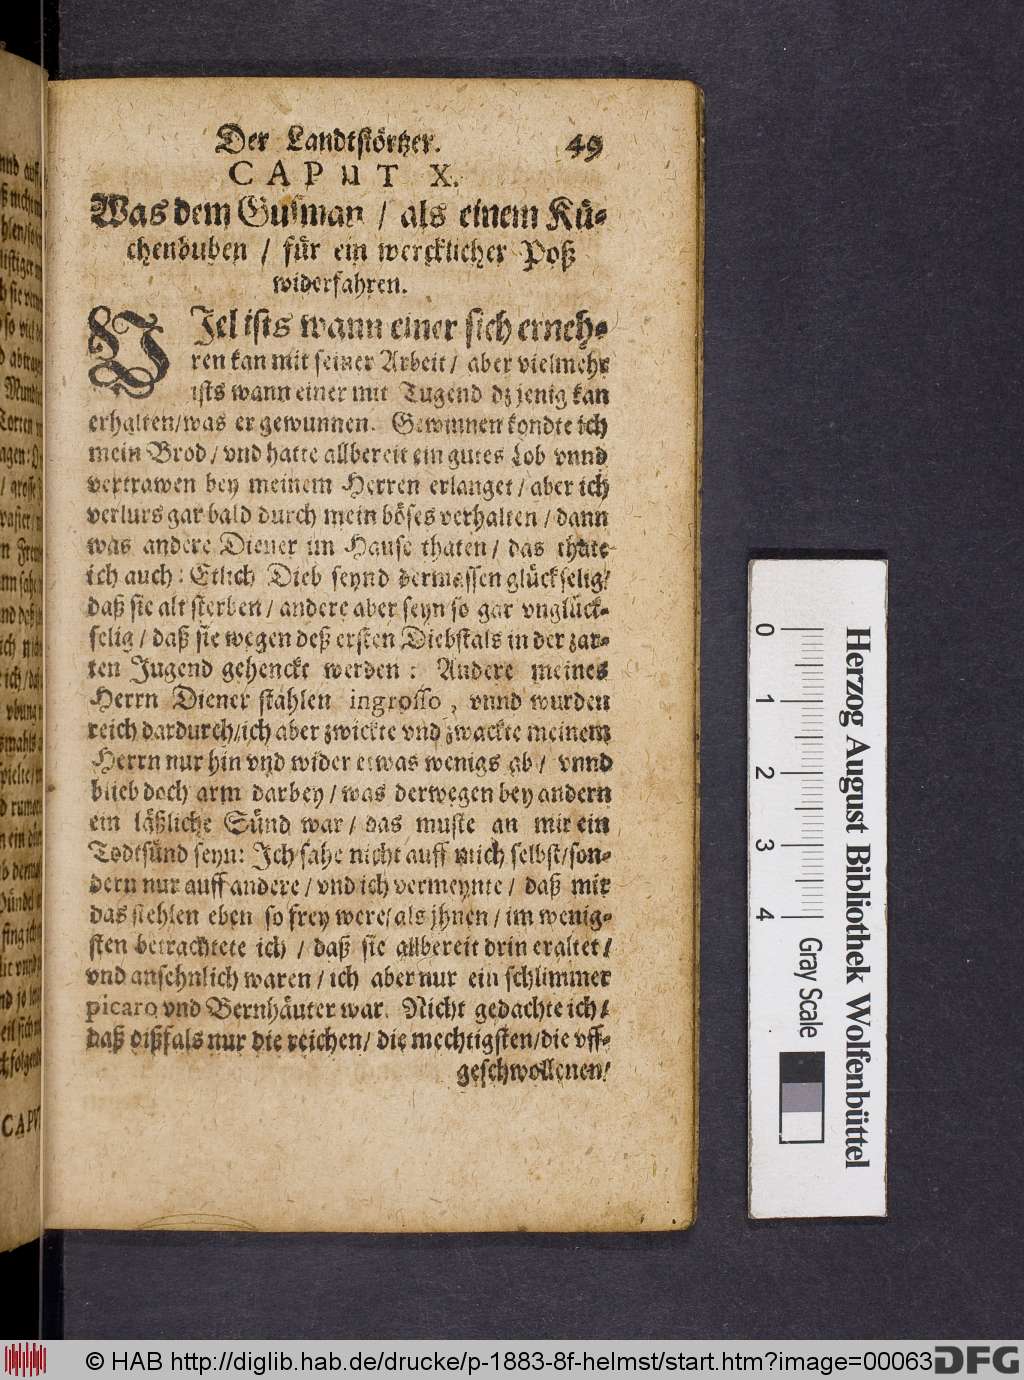 Der Landtstörtzer. 49
CAPUT X.
Was dem Gusman / als einem Kü-
chenbuben / für ein wercklicher Poß
widerfahren.
VJel ists wann einer sich erneh-
ren kan mit seiner Arbeit / aber vielmehr
ists wann einer mit Tugend dz jenig kan
erhalten/was er gewunnen. Gewinnen kondte ich
mein Brod / vnd hatte allbereit ein gutes Lob vnnd
vertrawen bey meinem Herren erlanget / aber ich
verlurs gar bald durch mein böses verhalten / dann
was andere Diener im Hause thaten / das thate
ich auch: Etlich Dieb seynd dermassen glückselig/
daß sie alt sterben / andere aber seyn so gar vnglück-
selig / daß sie wegen deß ersten Diebstals in der zar-
ten Jugend gehenckt werden: Andere meines
Herrn Diener stahlen ingrosso, vnnd wurden
reich dardurch/ich aber zwickte vnd zwackte meinem
Herrn nur hin vnd wider etwas wenigs ab / vnnd
blieb doch arm darbey / was derwegen bey andern
ein läßliche Sünd war / das muste an mir ein
Todtsünd seyn: Ich sahe nicht auff mich selbst/son-
dern nur auff andere / vnd ich vermeynte / daß mir
das stehlen eben so frey were/als jhnen / im wenig-
sten betrachtete ich / daß sie allbereit drin eraltet /
vnd ansehnlich waren / ich aber nur ein schlimmer
picaro vnd Bernhäuter war. Nicht gedachte ich /
daß dißfals nur die reichen / die mechtigsten/die vff-
geschwollenen/
CAPUT
Herzog August Bibliothek Wolfenbüttel
0 1 2 3 4 Gray Scale
© HAB http://diglib.hab.de/drucke/p-1883-8f-helmst/start.htm?image=00063
DFG